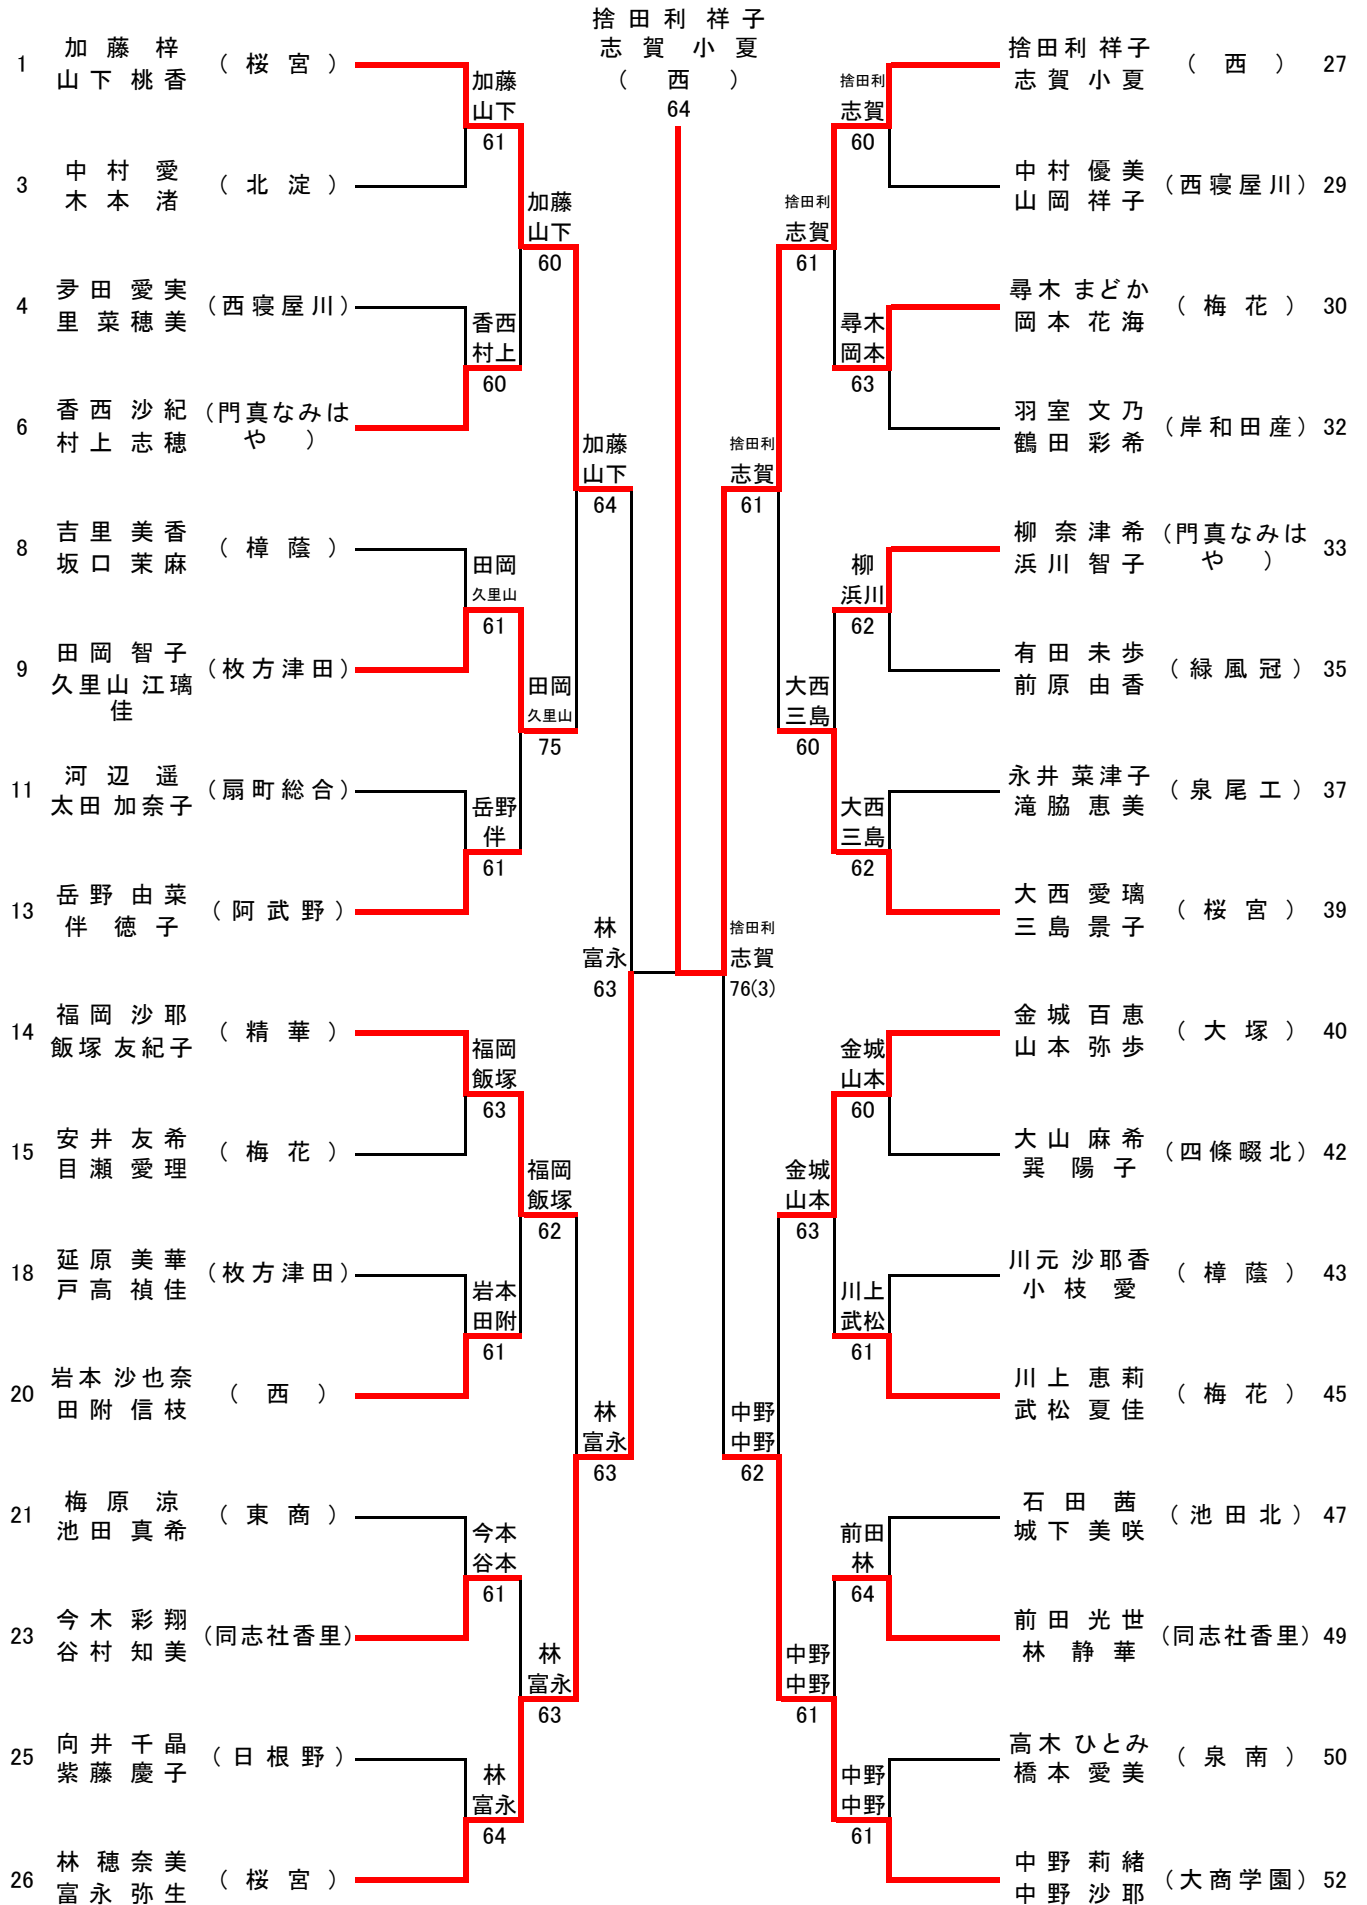 捨田利 祥子
志賀 小夏
( 西 )
64
1 加藤 梓 (桜宮)
山下 桃香
3 中村 愛 (北淀)
木本 渚
4 夛田 愛実 (西寝屋川)
里 菜穂美
6 香西 沙紀 (門真なみはや)
村上 志穂
8 吉里 美香 (樟蔭)
坂口 茉麻
9 田岡 智子 (枚方津田)
久里山 江璃佳
11 河辺 遥 (扇町総合)
太田 加奈子
13 岳野 由菜 (阿武野)
伴 徳子
14 福岡 沙耶 (精華)
飯塚 友紀子
15 安井 友希 (梅花)
目瀬 愛理
18 延原 美華 (枚方津田)
戸高 禎佳
20 岩本 沙也奈 (西)
田附 信枝
21 梅原 涼 (東商)
池田 真希
23 今木 彩翔 (同志社香里)
谷村 知美
25 向井 千晶 (日根野)
紫藤 慶子
26 林 穂奈美 (桜宮)
富永 弥生
加藤
山下
61
香西
村上
60
田岡
久里山
61
岳野
伴
61
福岡
飯塚
63
岩本
田附
61
今本
谷本
61
林
富永
64
加藤
山下
60
田岡
久里山
75
福岡
飯塚
62
林
富永
63
加藤
山下
64
林
富永
63
林
富永
63
捨田利
志賀
76(3)
捨田利
志賀
61
中野
中野
62
捨田利
志賀
61
大西
三島
60
金城
山本
63
中野
中野
61
捨田利
志賀
60
尋木
岡本
63
柳
浜川
62
大西
三島
62
金城
山本
60
川上
武松
61
前田
林
64
中野
中野
61
捨田利 祥子 (西) 27
志賀 小夏
中村 優美 (西寝屋川) 29
山岡 祥子
尋木 まどか (梅花) 30
岡本 花海
羽室 文乃 (岸和田産) 32
鶴田 彩希
柳 奈津希 (門真なみはや) 33
浜川 智子
有田 未歩 (緑風冠) 35
前原 由香
永井 菜津子 (泉尾工) 37
滝脇 恵美
大西 愛璃 (桜宮) 39
三島 景子
金城 百恵 (大塚) 40
山本 弥歩
大山 麻希 (四條畷北) 42
巽 陽子
川元 沙耶香 (樟蔭) 43
小枝 愛
川上 恵莉 (梅花) 45
武松 夏佳
石田 茜 (池田北) 47
城下 美咲
前田 光世 (同志社香里) 49
林 静華
高木 ひとみ (泉南) 50
橋本 愛美
中野 莉緒 (大商学園) 52
中野 沙耶